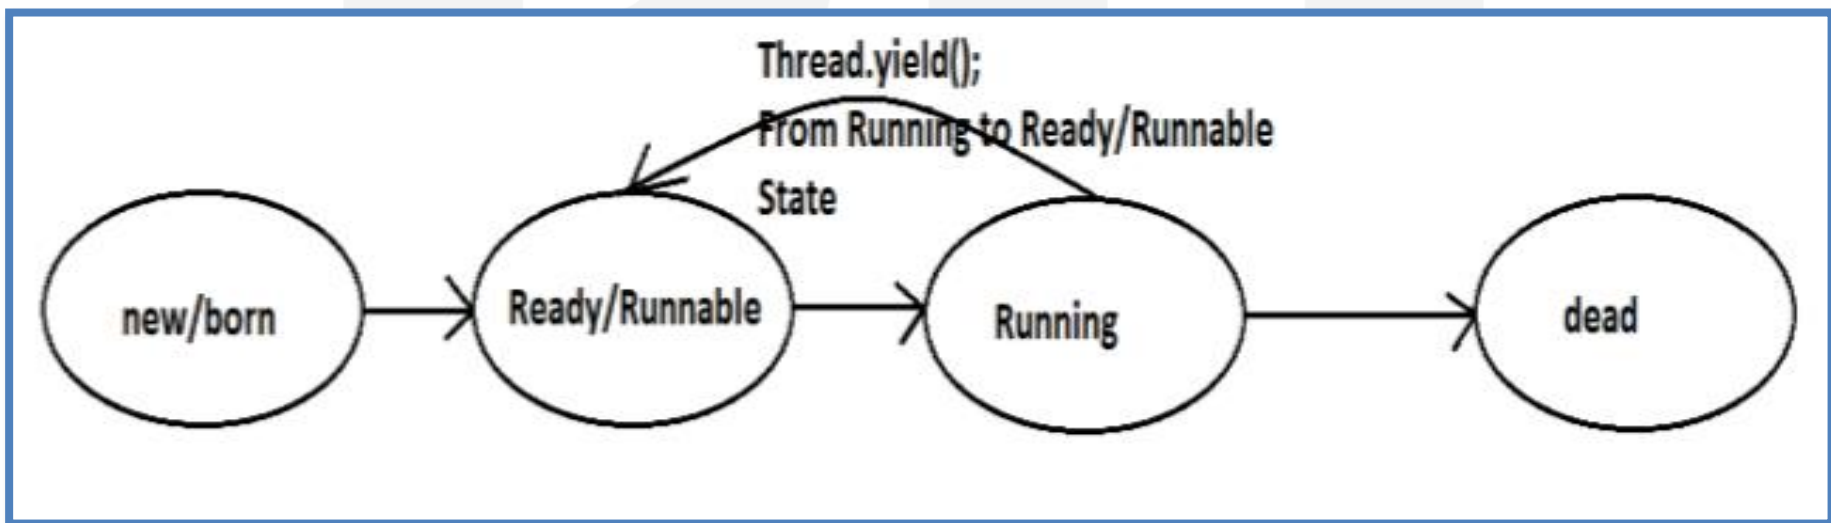 Thread.yield();
From Running to Ready/Runnable
State
new/born
Ready/Runnable
Running
dead